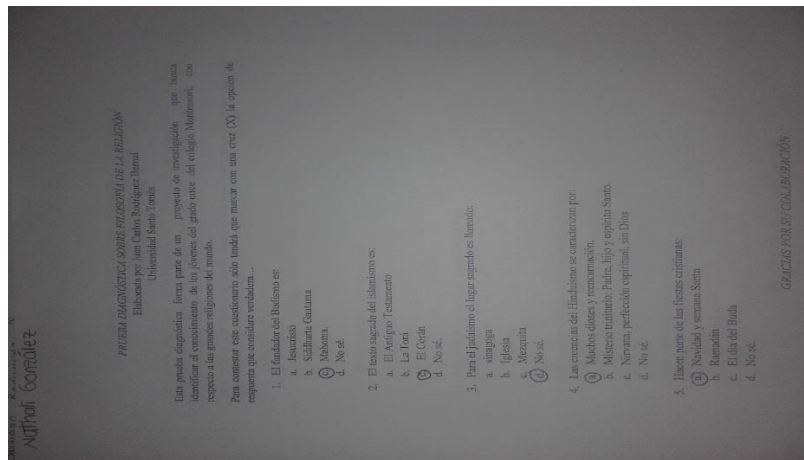 Nathali González
PRUEBA DIAGNÓSTICA SOBRE FILOSOFÍA DE LA RELIGIÓN
Elaborada por Juan Carlos Rodríguez Bernal
Universidad Santo Tomás
Esta prueba diagnóstica forma parte de un proyecto de investigación que busca
identificar el conocimiento de los jóvenes del grado once del colegio Montessori, con
respecto a las grandes religiones del mundo.
Para contestar este cuestionario sólo tendrá que marcar con una cruz (X) la opción de
respuesta que considere verdadera...
1. El fundador del Budismo es:
a. Jesucristo
b. Siddharta Gautama
c. Mahoma.
d. No sé.
2. El texto sagrado del islamismo es:
a. El Antiguo Testamento
b. La Torá
c. El Corán
d. No sé.
3. Para el judaísmo el lugar sagrado es llamado:
a. sinagoga
b. Iglesia
c. Mezquita
d. No sé.
4. Las creencias del Hinduismo se caracterizan por:
a. Muchos dioses y reencarnación.
b. Misterio trinitario: Padre, hijo y espíritu Santo.
c. Nirvana, perfección espiritual, sin Dios
d. No sé.
5. Hacen parte de las fiestas cristianas:
a. Navidad y semana Santa
b. Ramadán
c. El día del Buda
d. No sé.
GRACIAS POR SU COLABORACIÓN